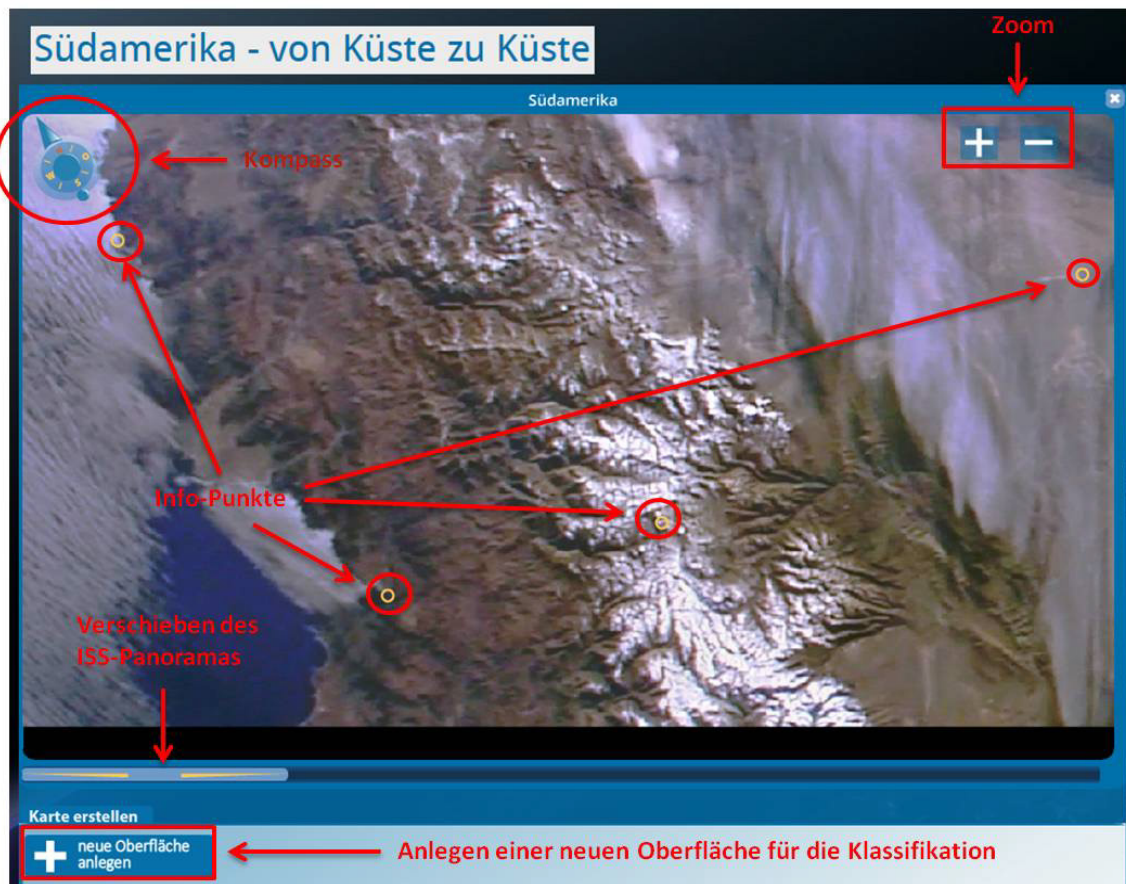 Südamerika - von Küste zu Küste
Zoom
Südamerika
Kompass
Info-Punkte
Verschieben des
ISS-Panoramas
Karte erstellen
neue Oberfläche
anlegen
Anlegen einer neuen Oberfläche für die Klassifikation